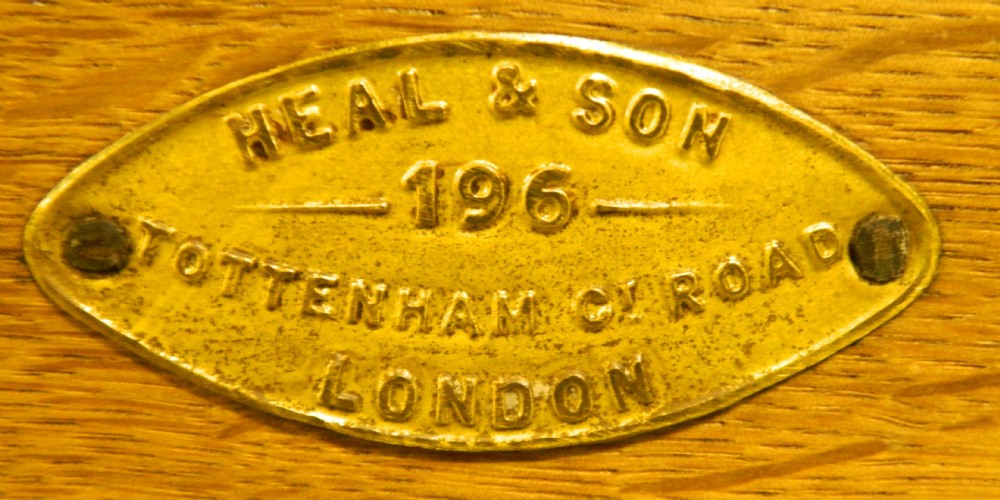 HEAL & SON
196
TOTTENHAM CT ROAD
LONDON